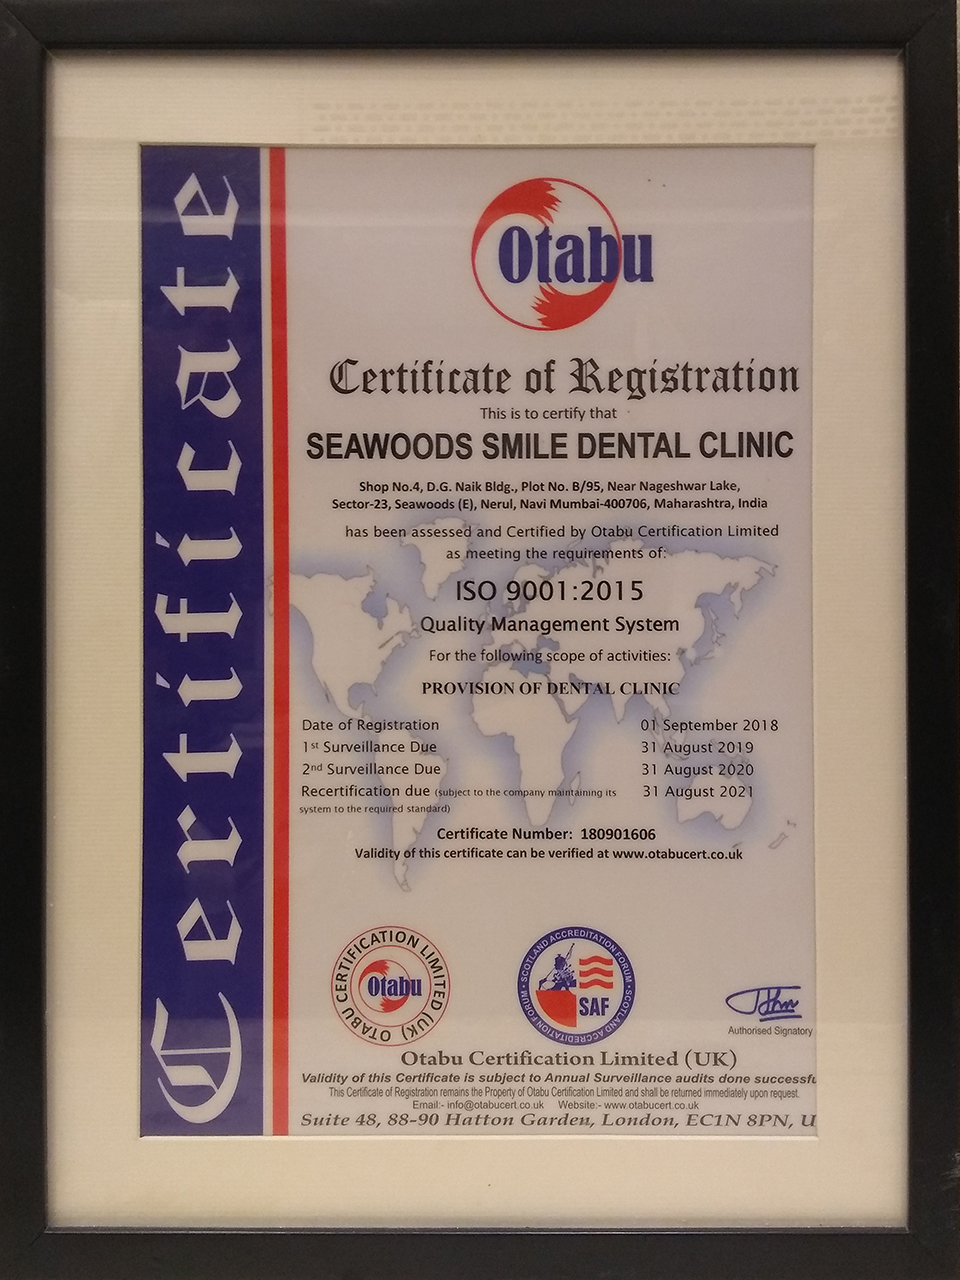 Certificate
Otabu
Certificate of Registration
This is to certify that
SEAWOODS SMILE DENTAL CLINIC
Shop No.4, D.G. Naik Bldg., Plot No. B/95, Near Nageshwar Lake,
Sector-23, Seawoods (E), Nerul, Navi Mumbai-400706, Maharashtra, India
has been assessed and Certified by Otabu Certification Limited
as meeting the requirements of:
ISO 9001:2015
Quality Management System
For the following scope of activities:
PROVISION OF DENTAL CLINIC
Date of Registration 01 September 2018
1st Surveillance Due 31 August 2019
2nd Surveillance Due 31 August 2020
Recertification due (subject to the company maintaining its 31 August 2021
system to the required standard)
Certificate Number: 180901606
Validity of this certificate can be verified at www.otabucert.co.uk
OTABU CERTIFICATION LIMITED (UK)
Otabu
SCOTLAND ACCREDITATION FORUM • SCOTLAND ACCREDITATION FORUM •
SAF
Authorised Signatory
Otabu Certification Limited (UK)
Validity of this Certificate is subject to Annual Surveillance audits done successfu
This Certificate of Registration remains the Property of Otabu Certification Limited and shall be returned immediately upon request.
Email:- info@otabucert.co.uk Website:- www.otabucert.co.uk
Suite 48, 88-90 Hatton Garden, London, EC1N 8PN, U